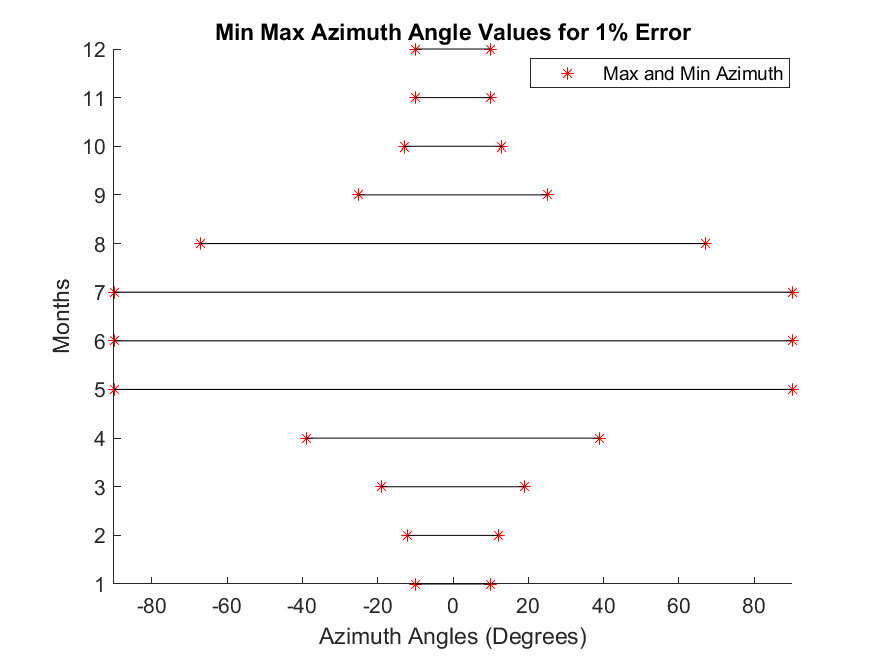 Min Max Azimuth Angle Values for 1% Error
Max and Min Azimuth
12
11
10
9
8
7
6
5
4
3
2
1
Months
-80 -60 -40 -20 0 20 40 60 80
Azimuth Angles (Degrees)